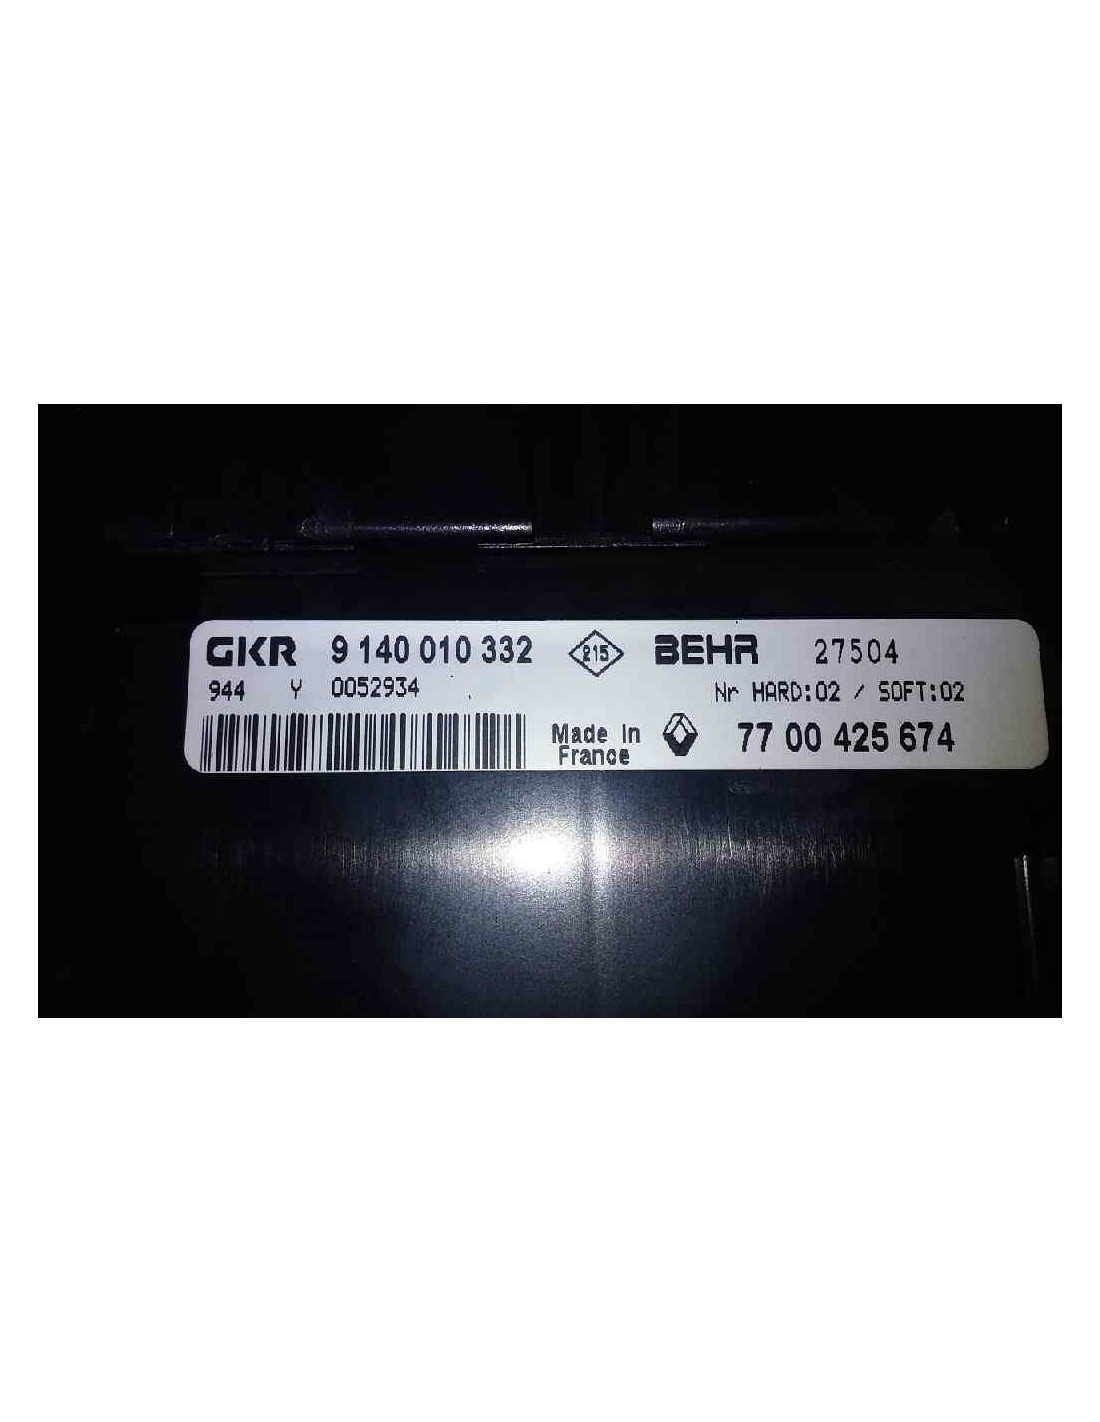 GKR 9 140 010 332 215 BEHR 27504
944 Y 0052934 Nr HARD:02 / SOFT:02
Made in France 77 00 425 674